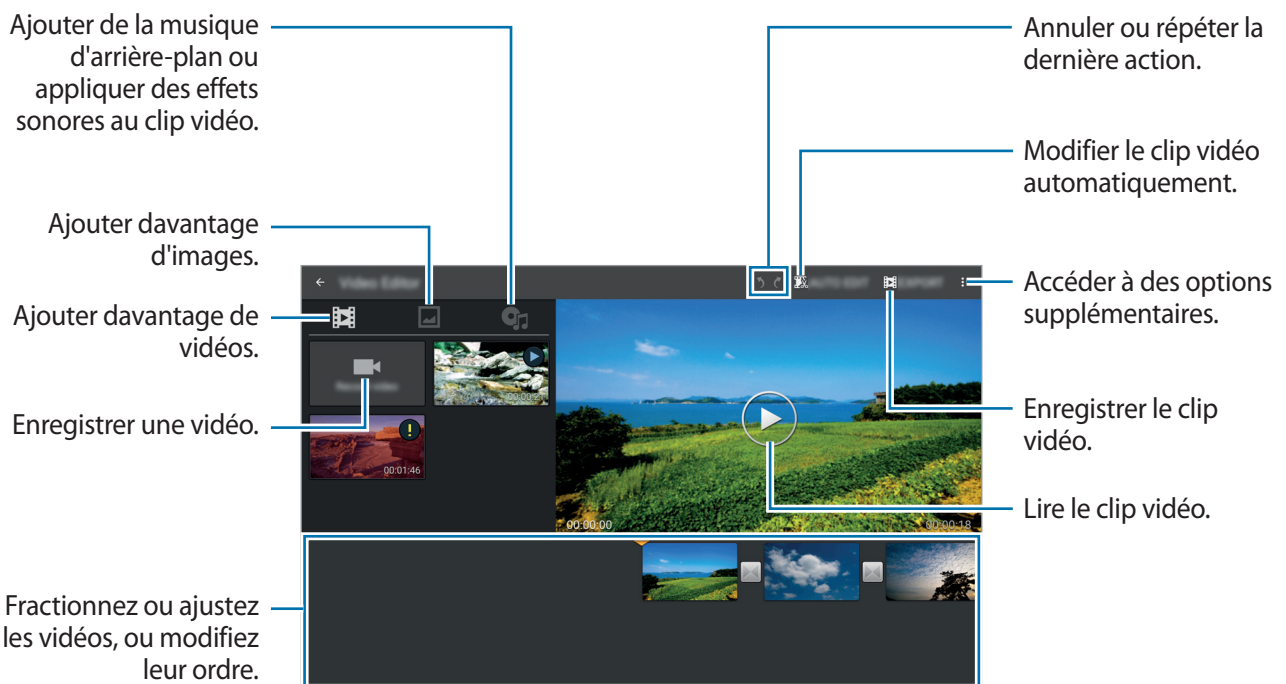 Ajouter de la musique
d'arrière-plan ou
appliquer des effets
sonores au clip vidéo.
Ajouter davantage
d'images.
Ajouter davantage de
vidéos.
Enregistrer une vidéo.
Fractionnez ou ajustez
les vidéos, ou modifiez
leur ordre.
Video Editor
AUTO EDIT
EXPORT
00:01:46
00:00:00
00:00:18
Annuler ou répéter la
dernière action.
Modifier le clip vidéo
automatiquement.
Accéder à des options
supplémentaires.
Enregistrer le clip
vidéo.
Lire le clip vidéo.